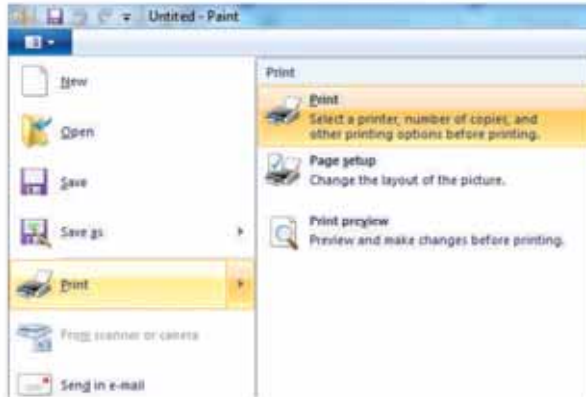 Untitled - Paint
New
Open
Save
Save as
Print
From scanner or camera
Send in e-mail
Print
Print
Select a printer, number of copies, and
other printing options before printing.
Page setup
Change the layout of the picture.
Print preview
Preview and make changes before printing.